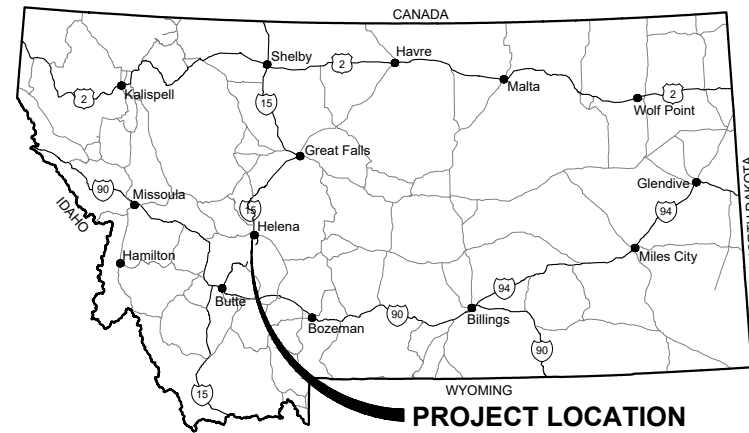 CANADA
Shelby
2
Havre
Kalispell
2
15
Malta
2
Wolf Point
Great Falls
90
Missoula
IDAHO
15
Helena
Glendive
94
Hamilton
Miles City
Butte
94
Bozeman
90
Billings
90
15
WYOMING
PROJECT LOCATION